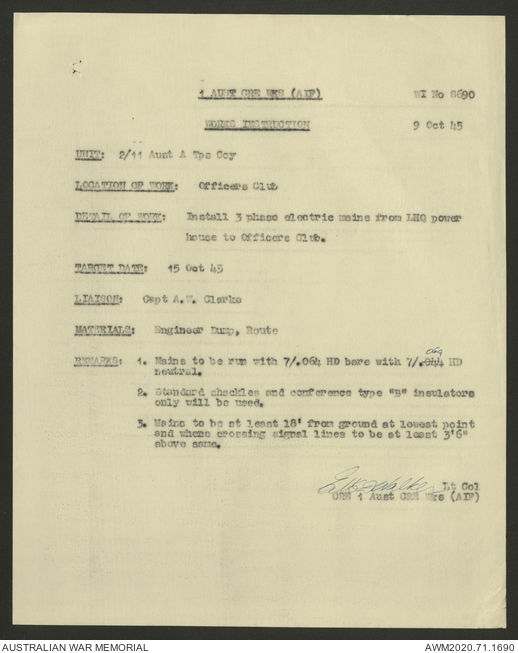 1 AUST CRE WKS (AIF) WI No 8690
WORKS INSTRUCTION 9 Oct 45
UNIT: 2/11 Aust A Tps Coy
LOCATION OF WORK: Officers Club
DETAIL OF WORK: Install 3 phase electric mains from LHQ power
house to Officers Club.
TARGET DATE: 15 Oct 45
LIAISON: Capt A.W. Clarke
MATERIALS: Engineer Dump, Route
REMARKS: 1. Mains to be run with 7/.064 HD bare with 7/.044 HD
neutral.
2. Standard shackles and conference type "B" insulators
only will be used.
3. Mains to be at least 18' from ground at lowest point
and where crossing signal lines to be at least 3'6"
above same.
Walker Lt Col
CRE 1 Aust CRE Wks (AIF)
AUSTRALIAN WAR MEMORIAL AWM2020.71.1690